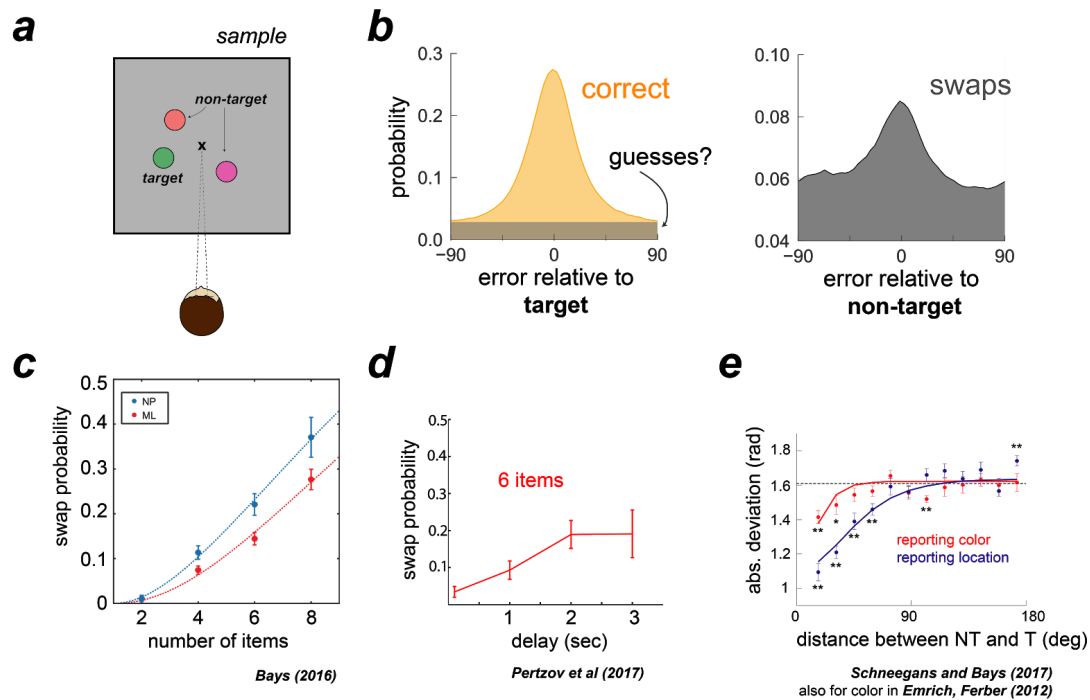 a
sample
non-target
x
target
b
0.3
0.2
0.1
0.0
probability
correct
guesses?
−90
0
90
error relative to
target
0.10
0.08
0.06
0.04
swaps
−90
0
90
error relative to
non-target
c
0.5
0.4
0.3
0.2
0.1
0
swap probability
NP
ML
2
4
6
8
number of items
Bays (2016)
d
0.5
0.4
0.3
0.2
0.1
swap probability
6 items
1
2
3
delay (sec)
Pertzov et al (2017)
e
1.8
1.6
1.4
1.2
1
abs. deviation (rad)
**
**
*
**
**
**
**
**
reporting color
reporting location
0
90
180
distance between NT and T (deg)
Schneegans and Bays (2017)
also for color in Emrich, Ferber (2012)